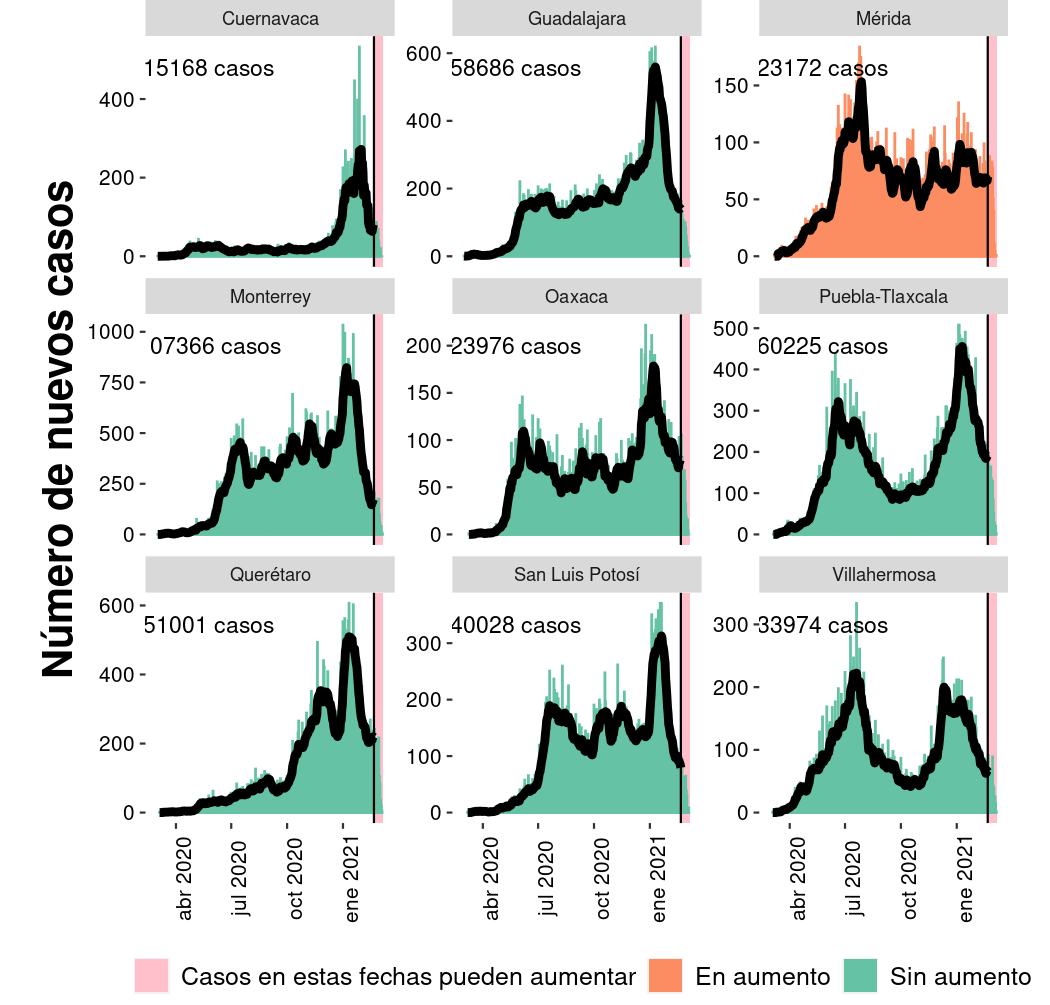 Cuernavaca
Guadalajara
Mérida
15168 casos
58686 casos
23172 casos
400
200
0
600
400
200
0
150
100
50
0
Número de nuevos casos
Monterrey
Oaxaca
Puebla-Tlaxcala
07366 casos
23976 casos
60225 casos
1000
750
500
250
0
200
150
100
50
0
500
400
300
200
100
0
Querétaro
San Luis Potosí
Villahermosa
51001 casos
40028 casos
33974 casos
600
400
200
0
300
200
100
0
300
200
100
0
abr 2020
jul 2020
oct 2020
ene 2021
abr 2020
jul 2020
oct 2020
ene 2021
abr 2020
jul 2020
oct 2020
ene 2021
Casos en estas fechas pueden aumentar
En aumento
Sin aumento